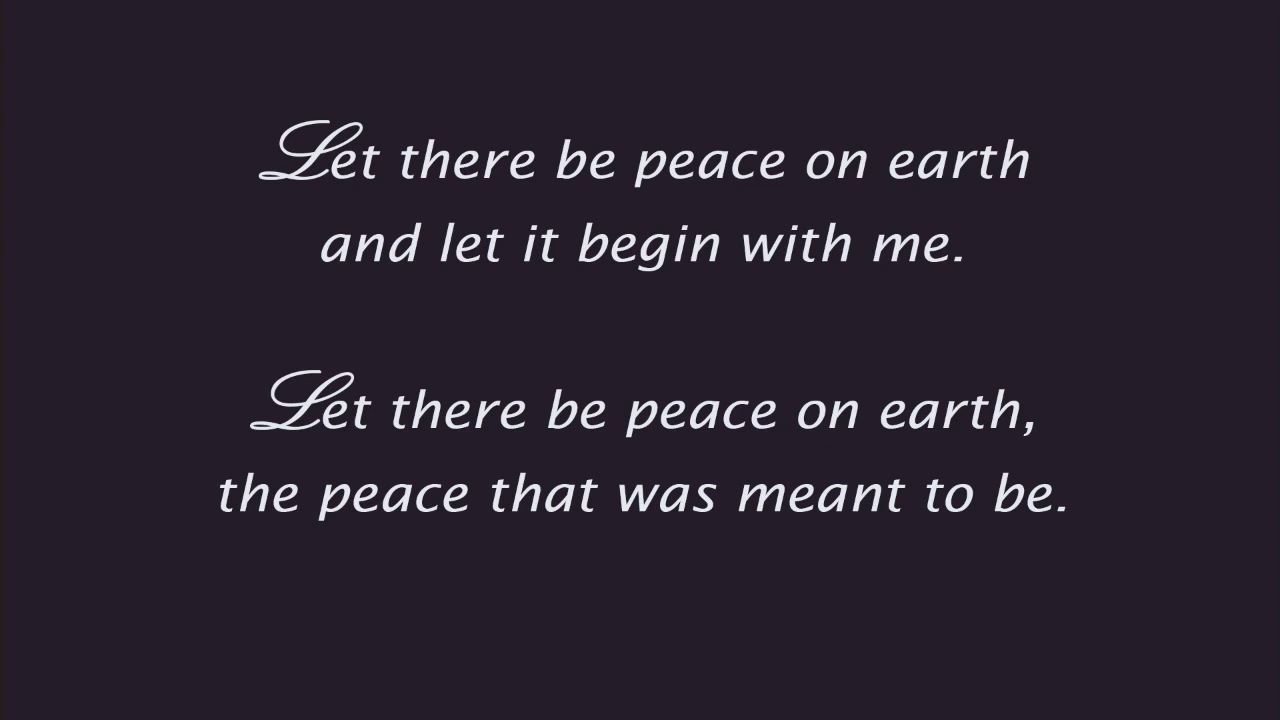 Let there be peace on earth
and let it begin with me.
Let there be peace on earth,
the peace that was meant to be.